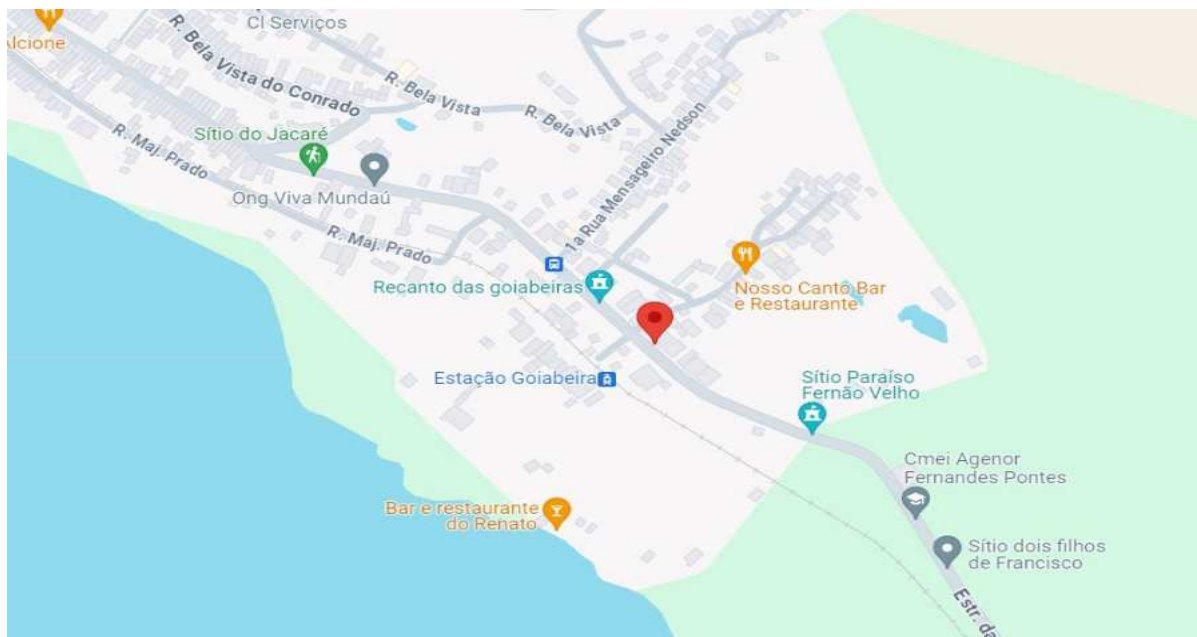 Cl Serviços
Alcione
R. Bela Vista do Conrado
R. Bela Vista
R. Bela Vista
1a Rua Mensageiro Nedson
Sítio do Jacaré
R. Maj. Prado
Ong Viva Mundaú
R. Maj. Prado
Recanto das goiabeiras
Nosso Canto Bar
e Restaurante
Estação Goiabeira
Sítio Paraíso
Fernão Velho
Cmei Agenor
Fernandes Pontes
Bar e restaurante
do Renato
Sítio dois filhos
de Francisco
Estr. da